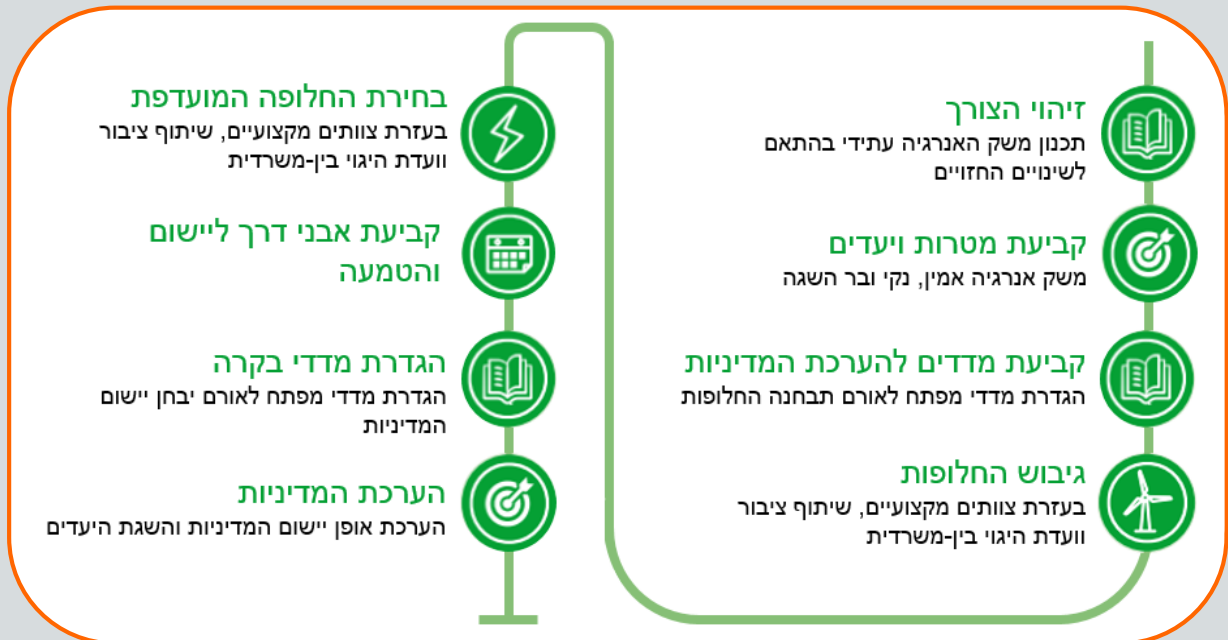 זיהוי הצורך
תכנון משק האנרגיה עתידי בהתאם
לשינויים החזויים
קביעת מטרות ויעדים
משק אנרגיה אמין, נקי ובר השגה
קביעת מדדים להערכת המדיניות
הגדרת מדדי מפתח לאורם תבחנה החלופות
גיבוש החלופות
בעזרת צוותים מקצועיים, שיתוף ציבור
וועדת היגוי בין-משרדית
בחירת החלופה המועדפת
בעזרת צוותים מקצועיים, שיתוף ציבור
וועדת היגוי בין-משרדית
קביעת אבני דרך ליישום
והטמעה
הגדרת מדדי בקרה
הגדרת מדדי מפתח לאורם יבחן יישום
המדיניות
הערכת המדיניות
הערכת אופן יישום המדיניות והשגת היעדים